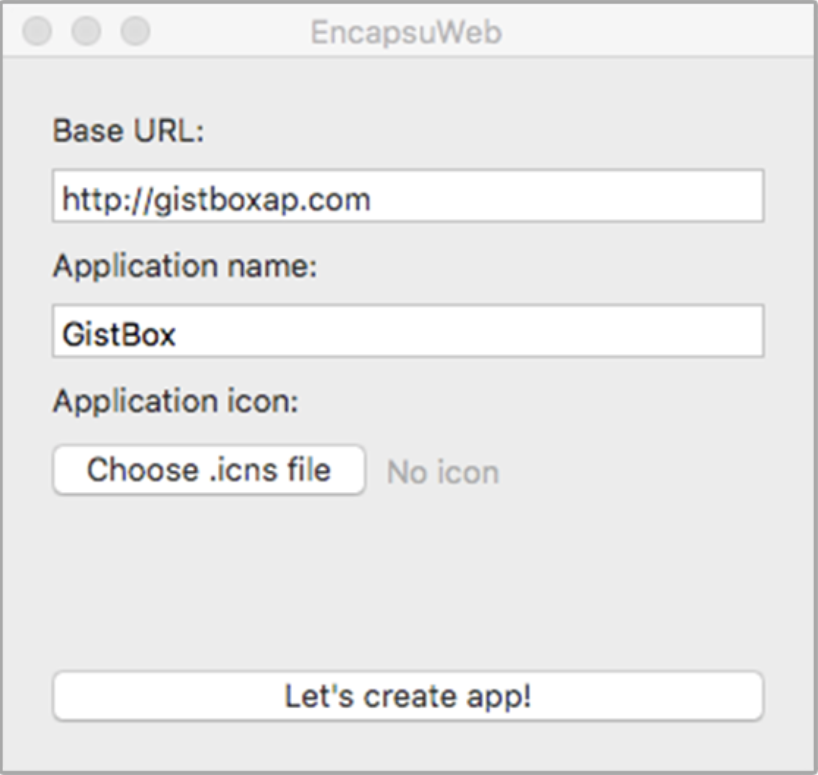 EncapsuWeb
Base URL:
http://gistboxap.com
Application name:
GistBox
Application icon:
Choose .icns file No icon
Let's create app!